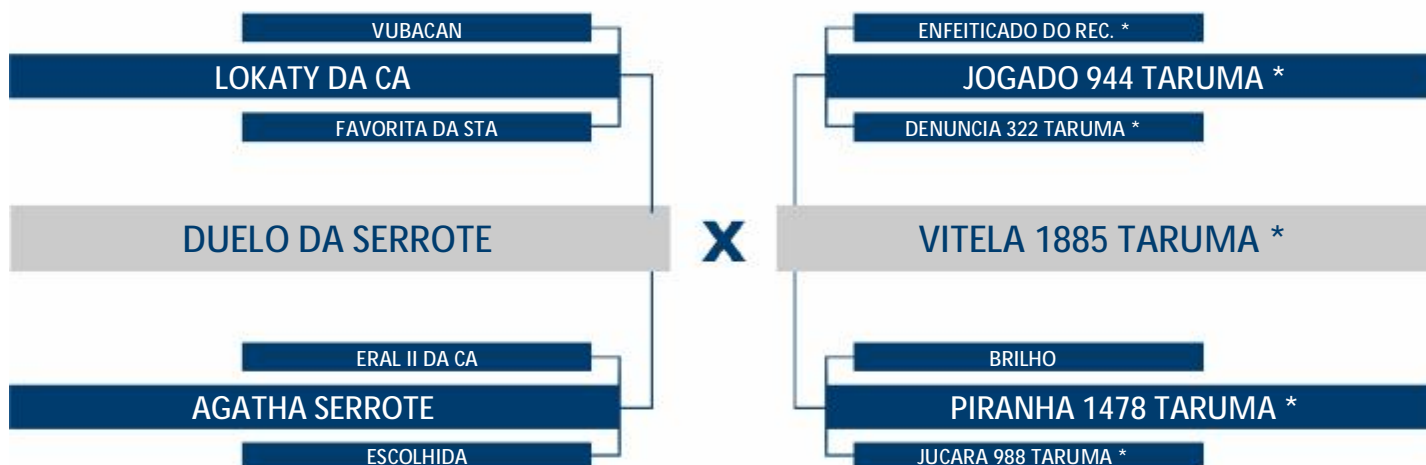 VUBACAN
LOKATY DA CA
FAVORITA DA STA
DUELO DA SERROTE
ERAL II DA CA
AGATHA SERROTE
ESCOLHIDA
X
ENFEITICADO DO REC. *
JOGADO 944 TARUMA *
DENUNCIA 322 TARUMA *
VITELA 1885 TARUMA *
BRILHO
PIRANHA 1478 TARUMA *
JUCARA 988 TARUMA *